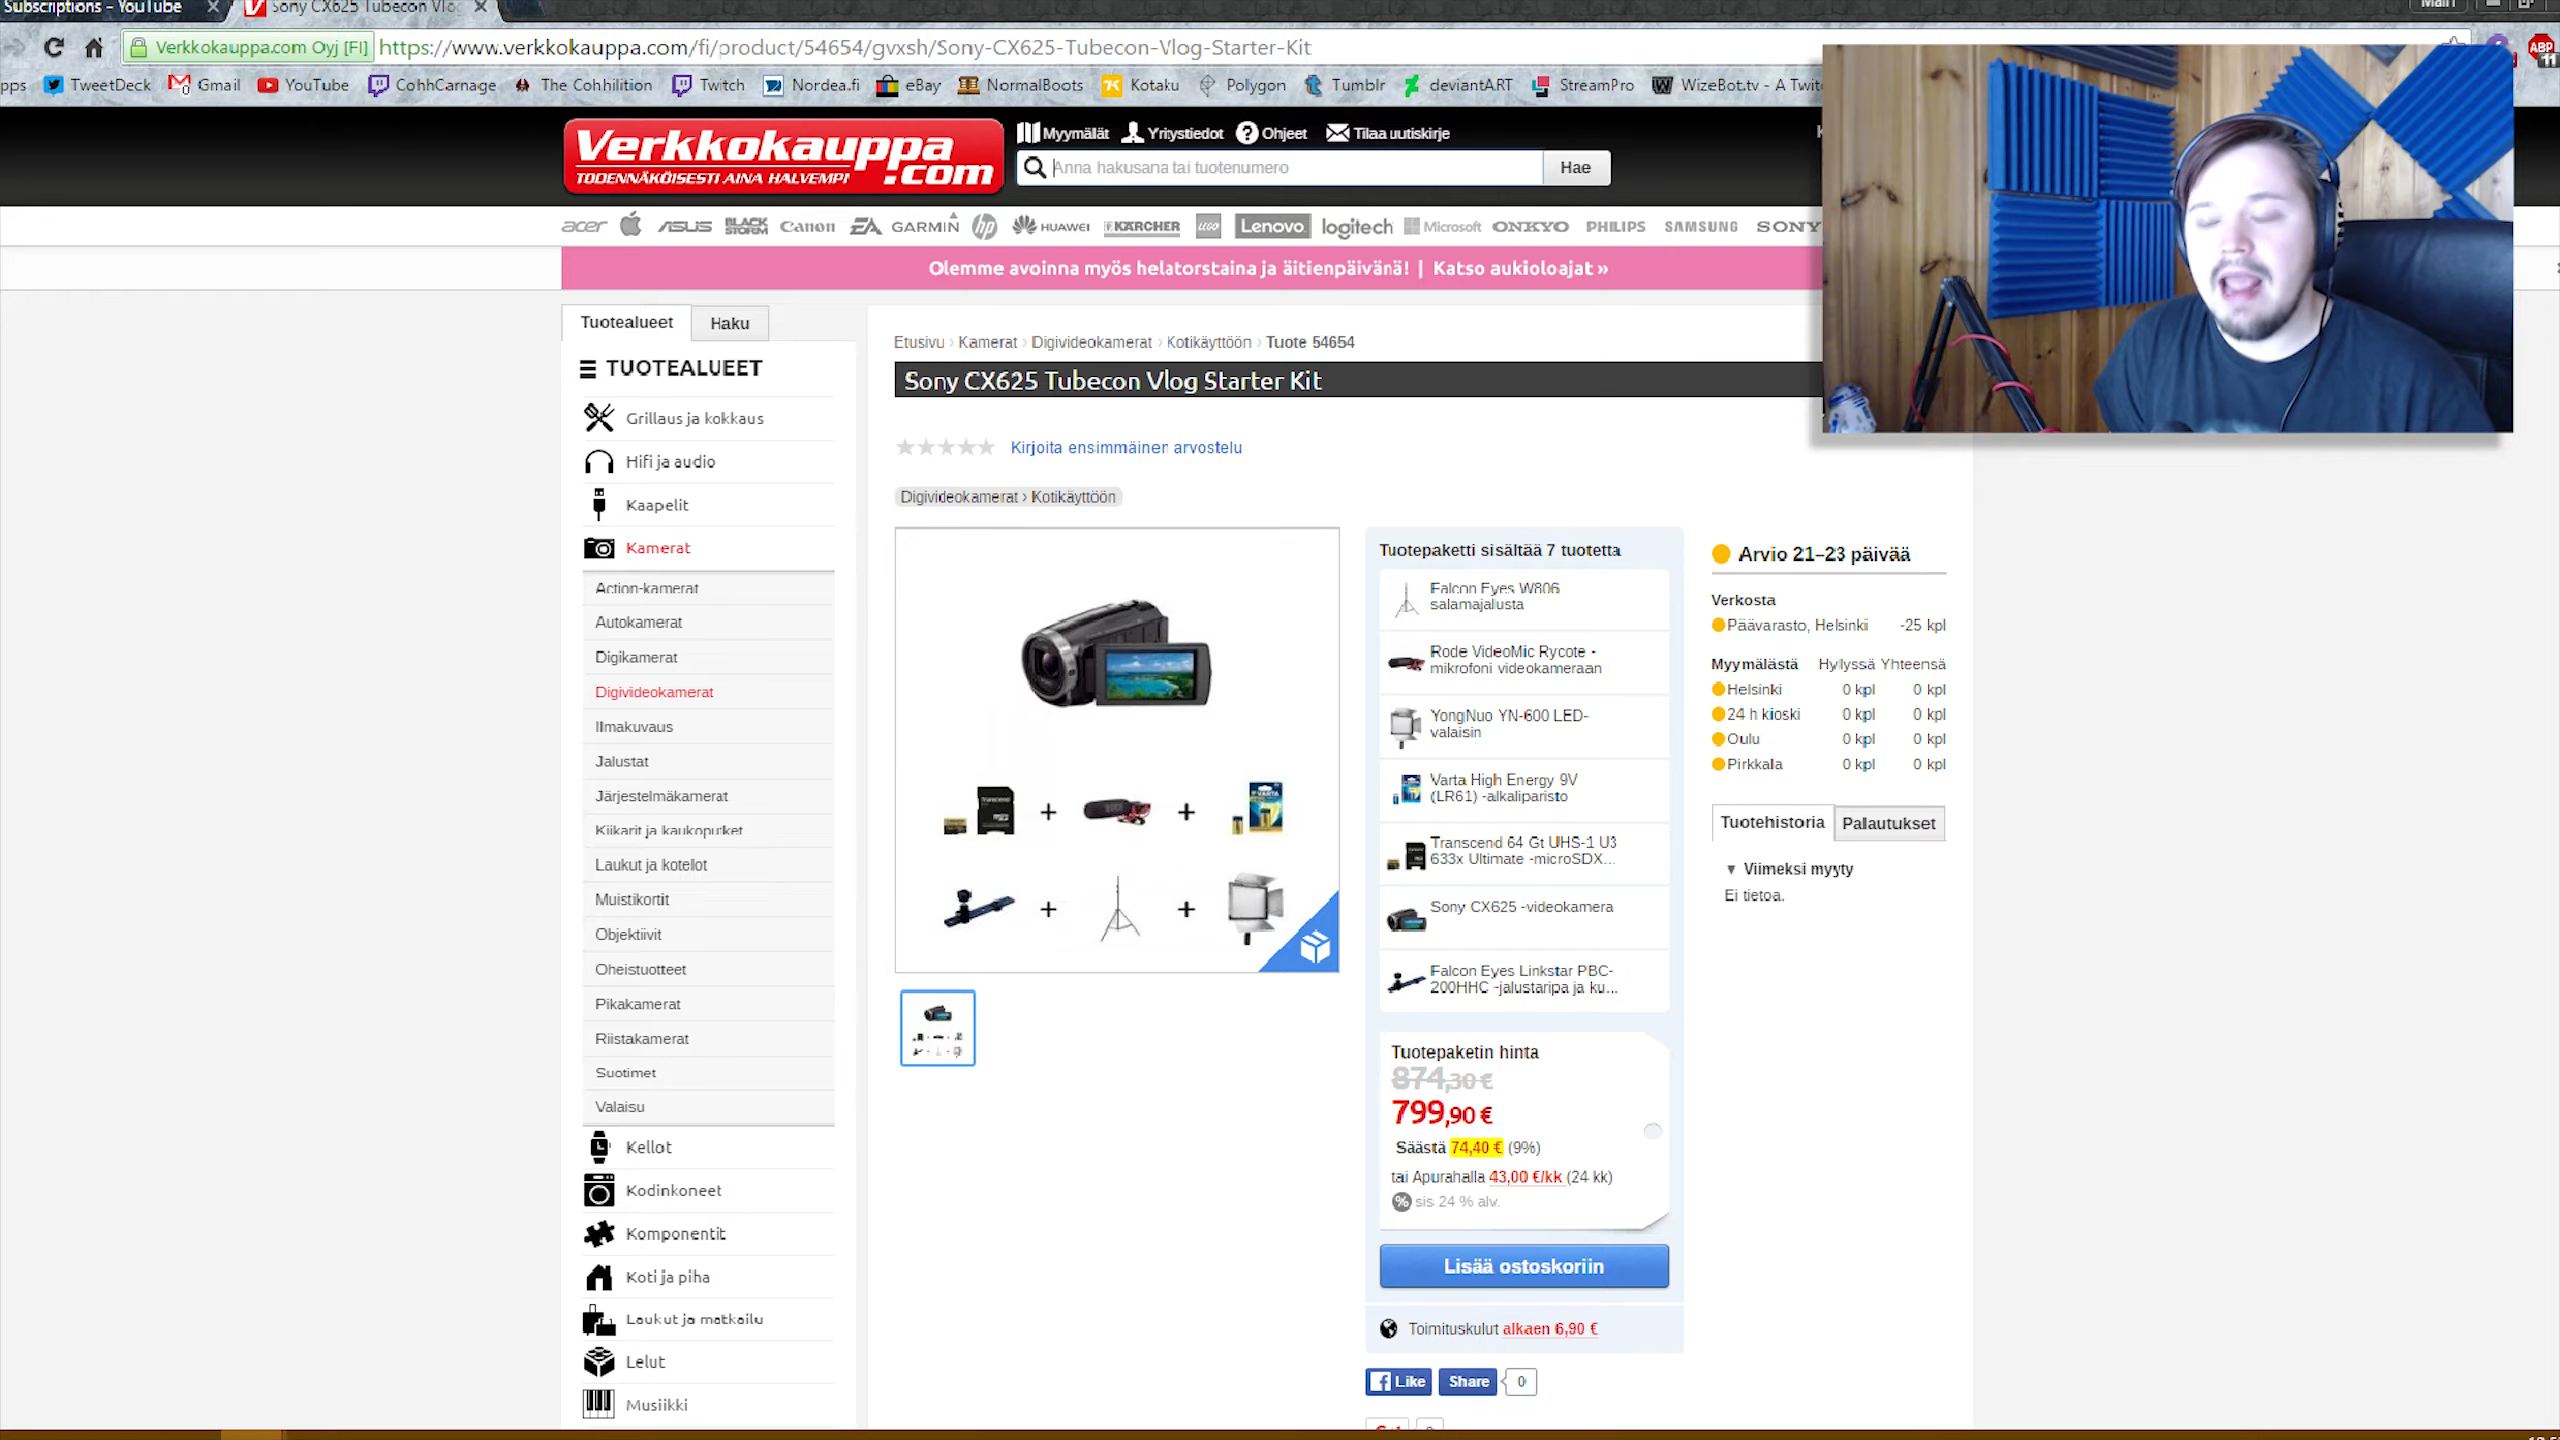 Subscriptions - YouTube
Sony CX625 Tubecon Vlog
Verkkokauppa.com Oyj [FI]
https://www.verkkokauppa.com/fi/product/54654/gvxsh/Sony-CX625-Tubecon-Vlog-Starter-Kit
ABP
11
TweetDeck
Gmail
YouTube
CohhCarnage
The Cohhilition
Twitch
Nordea.fi
eBay
NormalBoots
Kotaku
Polygon
Tumblr
deviantART
StreamPro
WizeBot.tv - A Twitc
Verkkokauppa
.com
TODENNÄKÖISESTI AINA HALVEMPI
Myymälät
Yritystiedot
Ohjeet
Tilaa uutiskirje
Anna hakusana tai tuotenumero
Hae
acer
ASUS
BLACK STORM
Canon
EA
GARMIN
hp
HUAWEI
KÄRCHER
LEGO
Lenovo
logitech
Microsoft
ONKYO
PHILIPS
SAMSUNG
SONY
Olemme avoinna myös helatorstaina ja äitienpäivänä! | Katso aukioloajat »
Tuotealueet
Haku
TUOTEALUEET
Grillaus ja kokkaus
Hifi ja audio
Kaapelit
Kamerat
Action-kamerat
Autokamerat
Digikamerat
Digivideokamerat
Ilmakuvaus
Jalustat
Järjestelmäkamerat
Kiikarit ja kaukoputket
Laukut ja kotelot
Muistikortit
Objektiivit
Oheistuotteet
Pikakamerat
Riistakamerat
Suotimet
Valaisu
Kellot
Kodinkoneet
Komponentit
Koti ja piha
Laukut ja matkailu
Lelut
Musiikki
Etusivu › Kamerat › Digivideokamerat › Kotikäyttöön › Tuote 54654
Sony CX625 Tubecon Vlog Starter Kit
Kirjoita ensimmäinen arvostelu
Digivideokamerat › Kotikäyttöön
Tuotepaketti sisältää 7 tuotetta
Falcon Eyes W806
salamajalusta
Rode VideoMic Rycote -
mikrofoni videokameraan
YongNuo YN-600 LED-
valaisin
Varta High Energy 9V
(LR61) -alkaliparisto
Transcend 64 Gt UHS-1 U3
633x Ultimate -microSDX...
Sony CX625 -videokamera
Falcon Eyes Linkstar PBC-
200HHC -jalustaripa ja ku...
Tuotepaketin hinta
874,30 €
799,90 €
Säästä 74,40 € (9%)
tai Apurahalla 43,00 €/kk (24 kk)
sis 24 % alv.
Lisää ostoskoriin
Toimituskulut alkaen 6,90 €
Like
Share
0
Arvio 21–23 päivää
Verkosta
Päävarasto, Helsinki -25 kpl
Myymälästä Hyllyssä Yhteensä
Helsinki 0 kpl 0 kpl
24 h kioski 0 kpl 0 kpl
Oulu 0 kpl 0 kpl
Pirkkala 0 kpl 0 kpl
Tuotehistoria
Palautukset
▼ Viimeksi myyty
Ei tietoa.